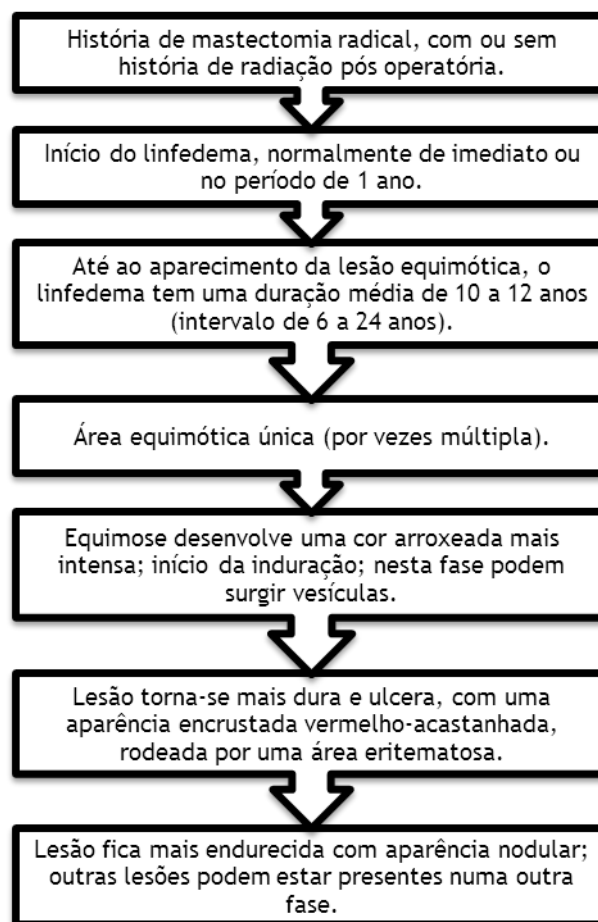 História de mastectomia radical, com ou sem
história de radiação pós operatória.
Início do linfedema, normalmente de imediato ou
no período de 1 ano.
Até ao aparecimento da lesão equimótica, o
linfedema tem uma duração média de 10 a 12 anos
(intervalo de 6 a 24 anos).
Área equimótica única (por vezes múltipla).
Equimose desenvolve uma cor arroxeada mais
intensa; início da induração; nesta fase podem
surgir vesículas.
Lesão torna-se mais dura e ulcera, com uma
aparência encrustada vermelho-acastanhada,
rodeada por uma área eritematosa.
Lesão fica mais endurecida com aparência nodular;
outras lesões podem estar presentes numa outra
fase.